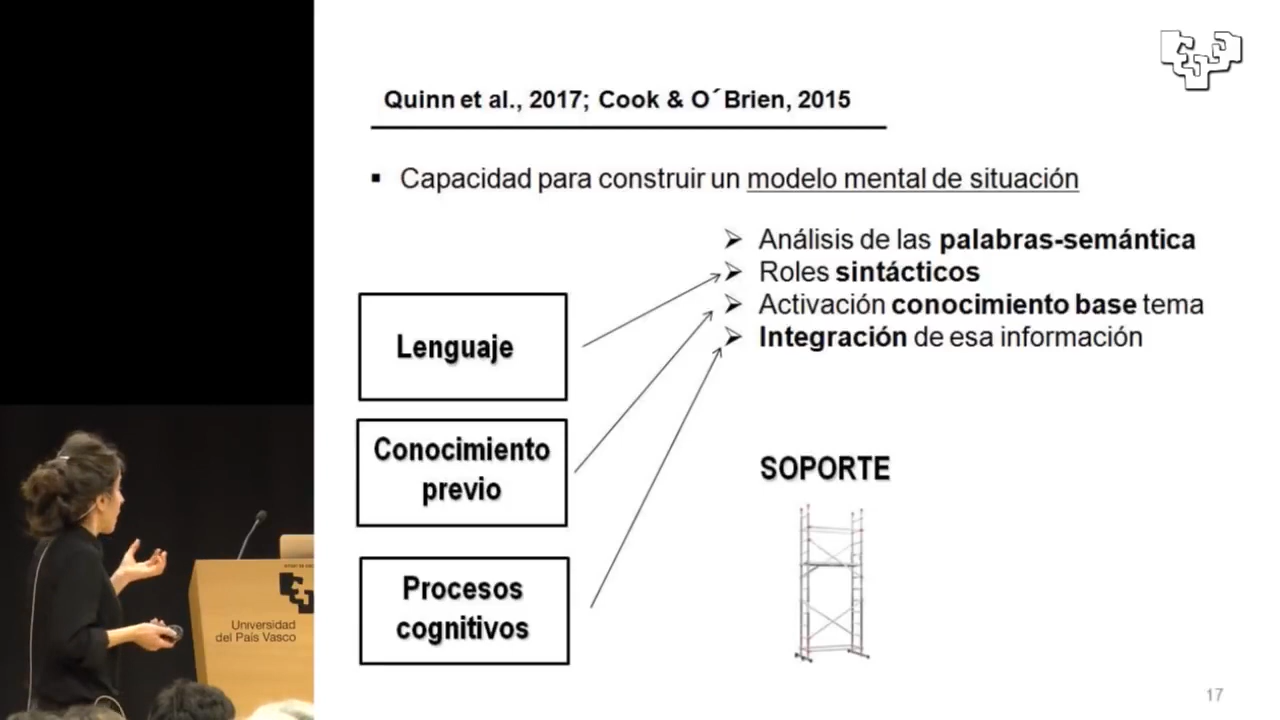 Quinn et al., 2017; Cook & O´Brien, 2015
▪ Capacidad para construir un modelo mental de situación
➢ Análisis de las palabras-semántica
➢ Roles sintácticos
➢ Activación conocimiento base tema
➢ Integración de esa información
Lenguaje
Conocimiento
previo
Procesos
cognitivos
SOPORTE
Universidad
del País Vasco
17